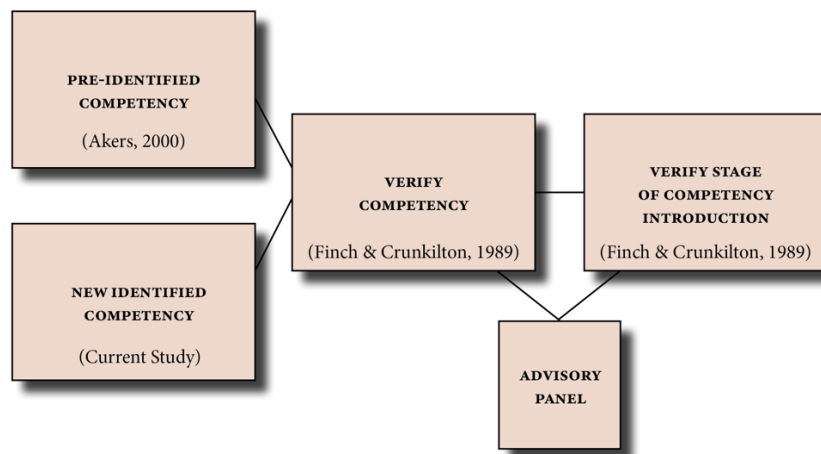 PRE-IDENTIFIED
COMPETENCY
(Akers, 2000)
NEW IDENTIFIED
COMPETENCY
(Current Study)
VERIFY
COMPETENCY
(Finch & Crunkilton, 1989)
VERIFY STAGE
OF COMPETENCY
INTRODUCTION
(Finch & Crunkilton, 1989)
ADVISORY
PANEL